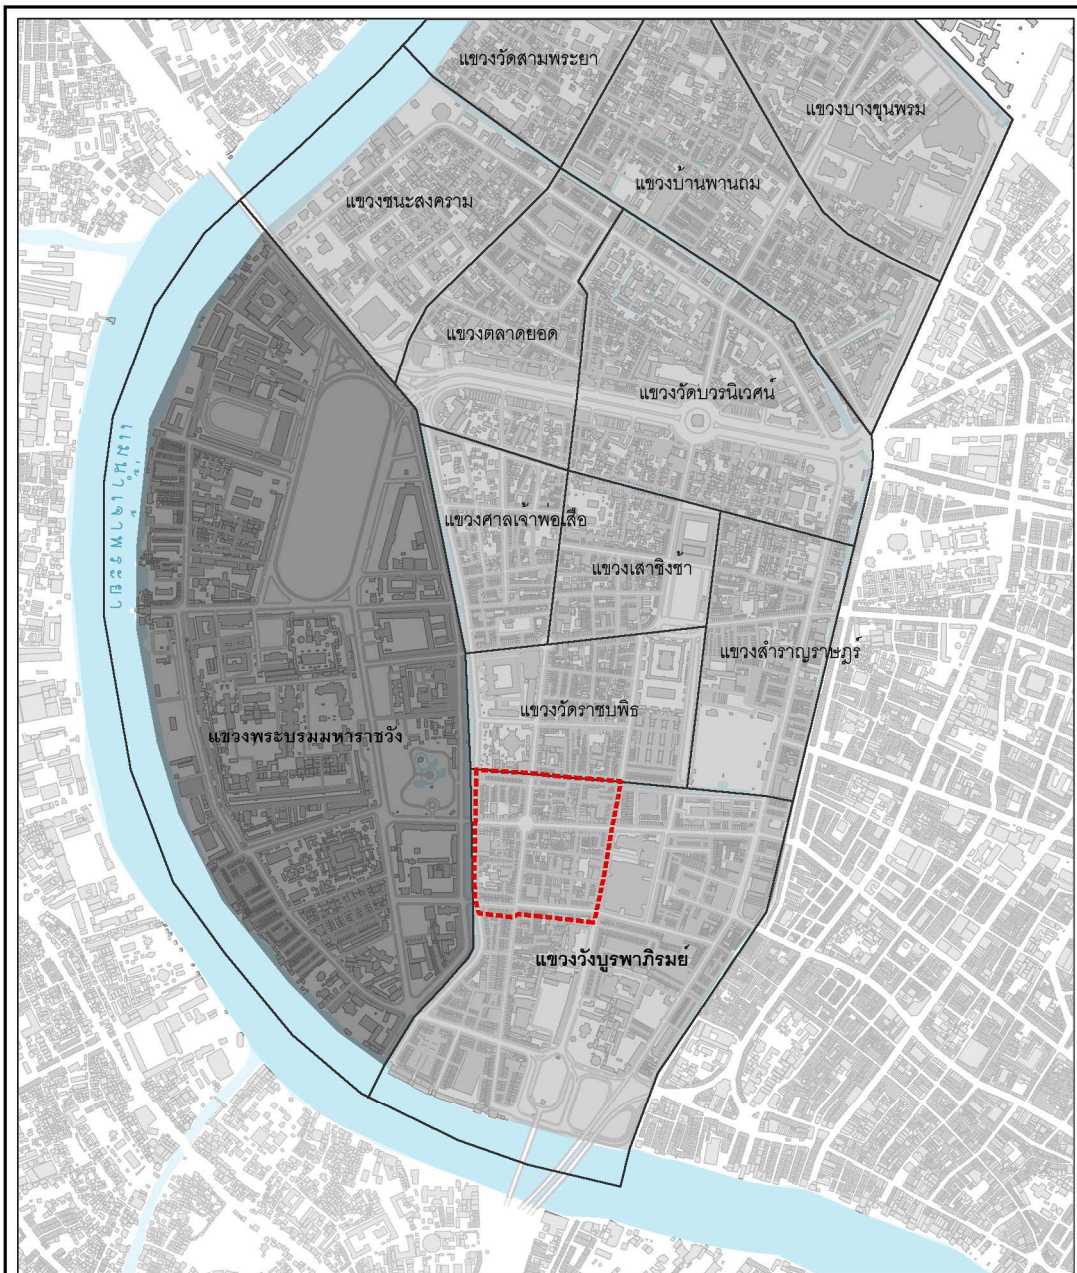 แขวงวัดสามพระยา
แขวงบางขุนพรม
แขวงบ้านพานถม
แขวงชนะสงคราม
แขวงตลาดยอด
แขวงวัดบวรนิเวศน์
แม่น้ำเจ้าพระยา
แขวงศาลเจ้าพ่อเสือ
แขวงเสาชิงช้า
แขวงสำราญราษฎร์
แขวงวัดราชบพิธ
แขวงพระบรมมหาราชวัง
แขวงวังบูรพาภิรมย์